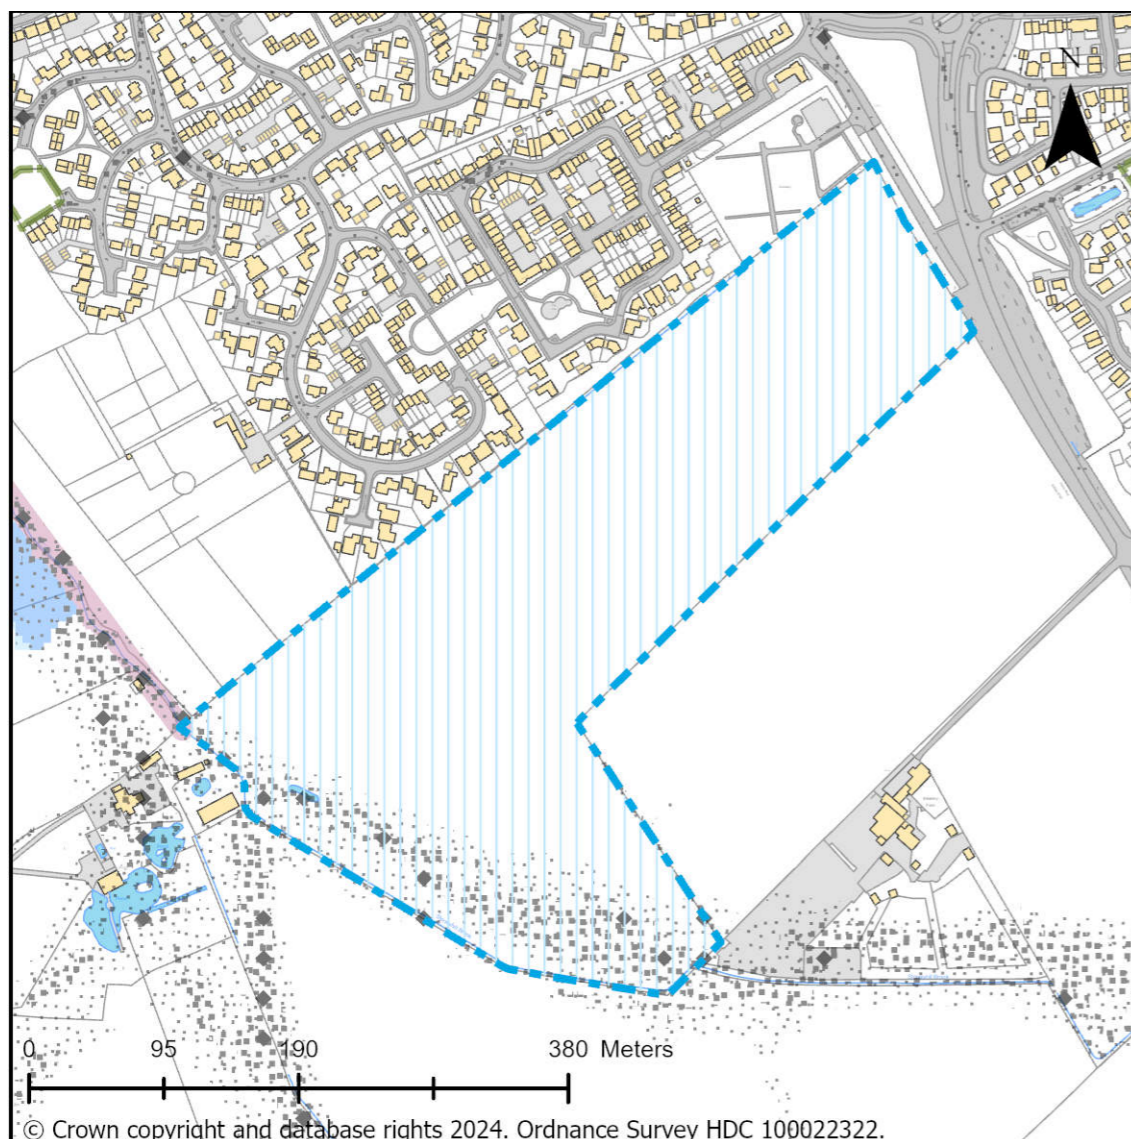 N
0 95 190 380 Meters
© Crown copyright and database rights 2024. Ordnance Survey HDC 100022322.